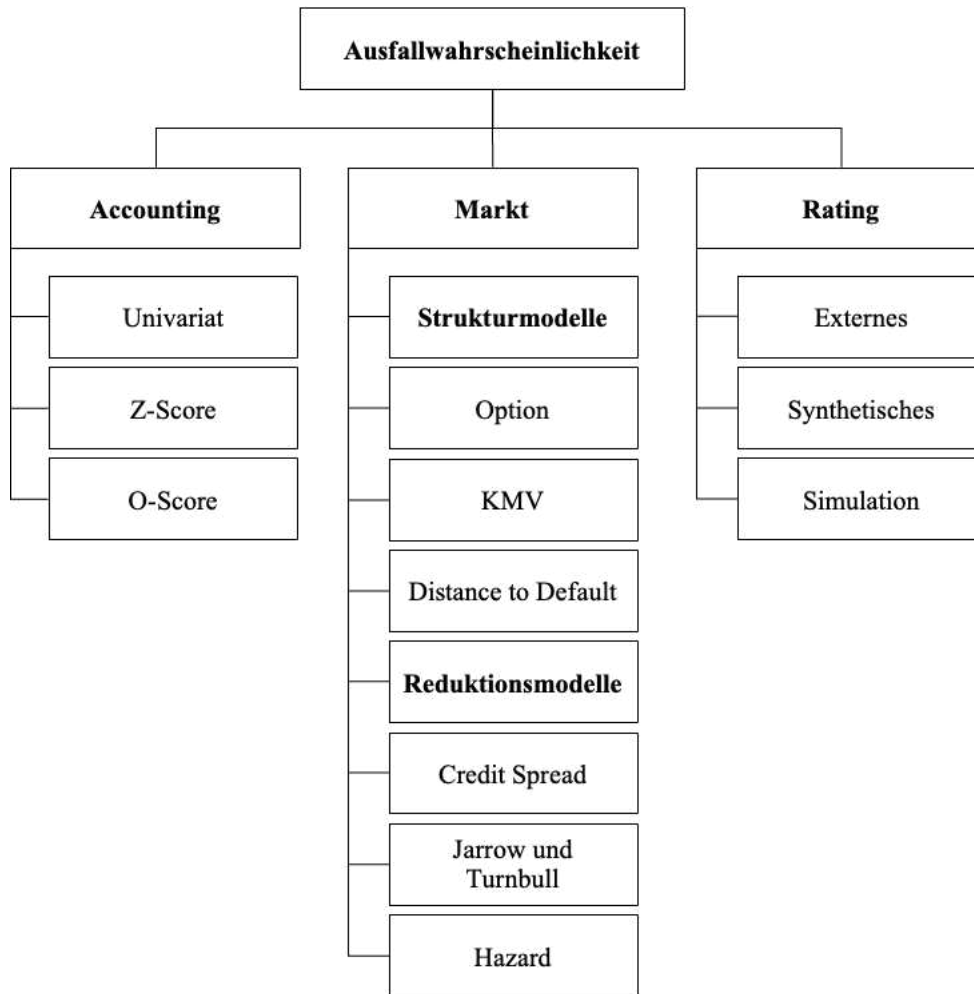 Ausfallwahrscheinlichkeit
Accounting
Univariat
Z-Score
O-Score
Markt
Strukturmodelle
Option
KMV
Distance to Default
Reduktionsmodelle
Credit Spread
Jarrow und
Turnbull
Hazard
Rating
Externes
Synthetisches
Simulation